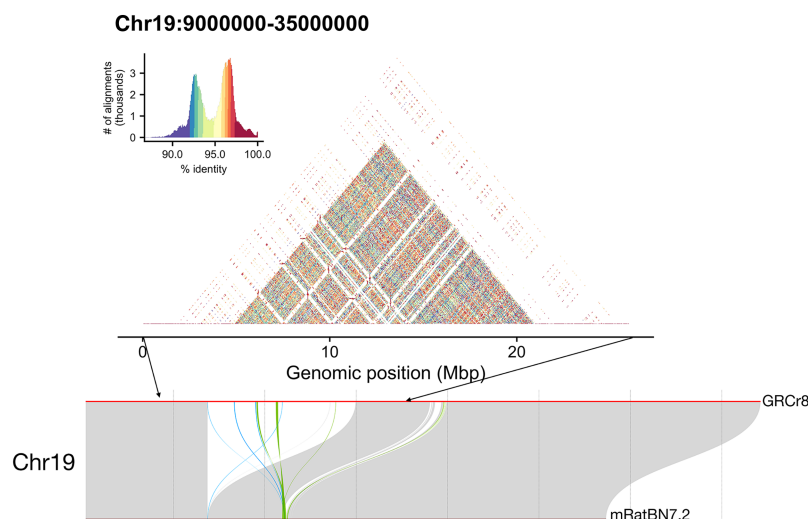 Chr19:9000000-35000000
# of alignments
(thousands)
3
2
1
0
90.0 95.0 100.0
% identity
0 10 20
Genomic position (Mbp)
GRCr8
Chr19
mRatBN7.2